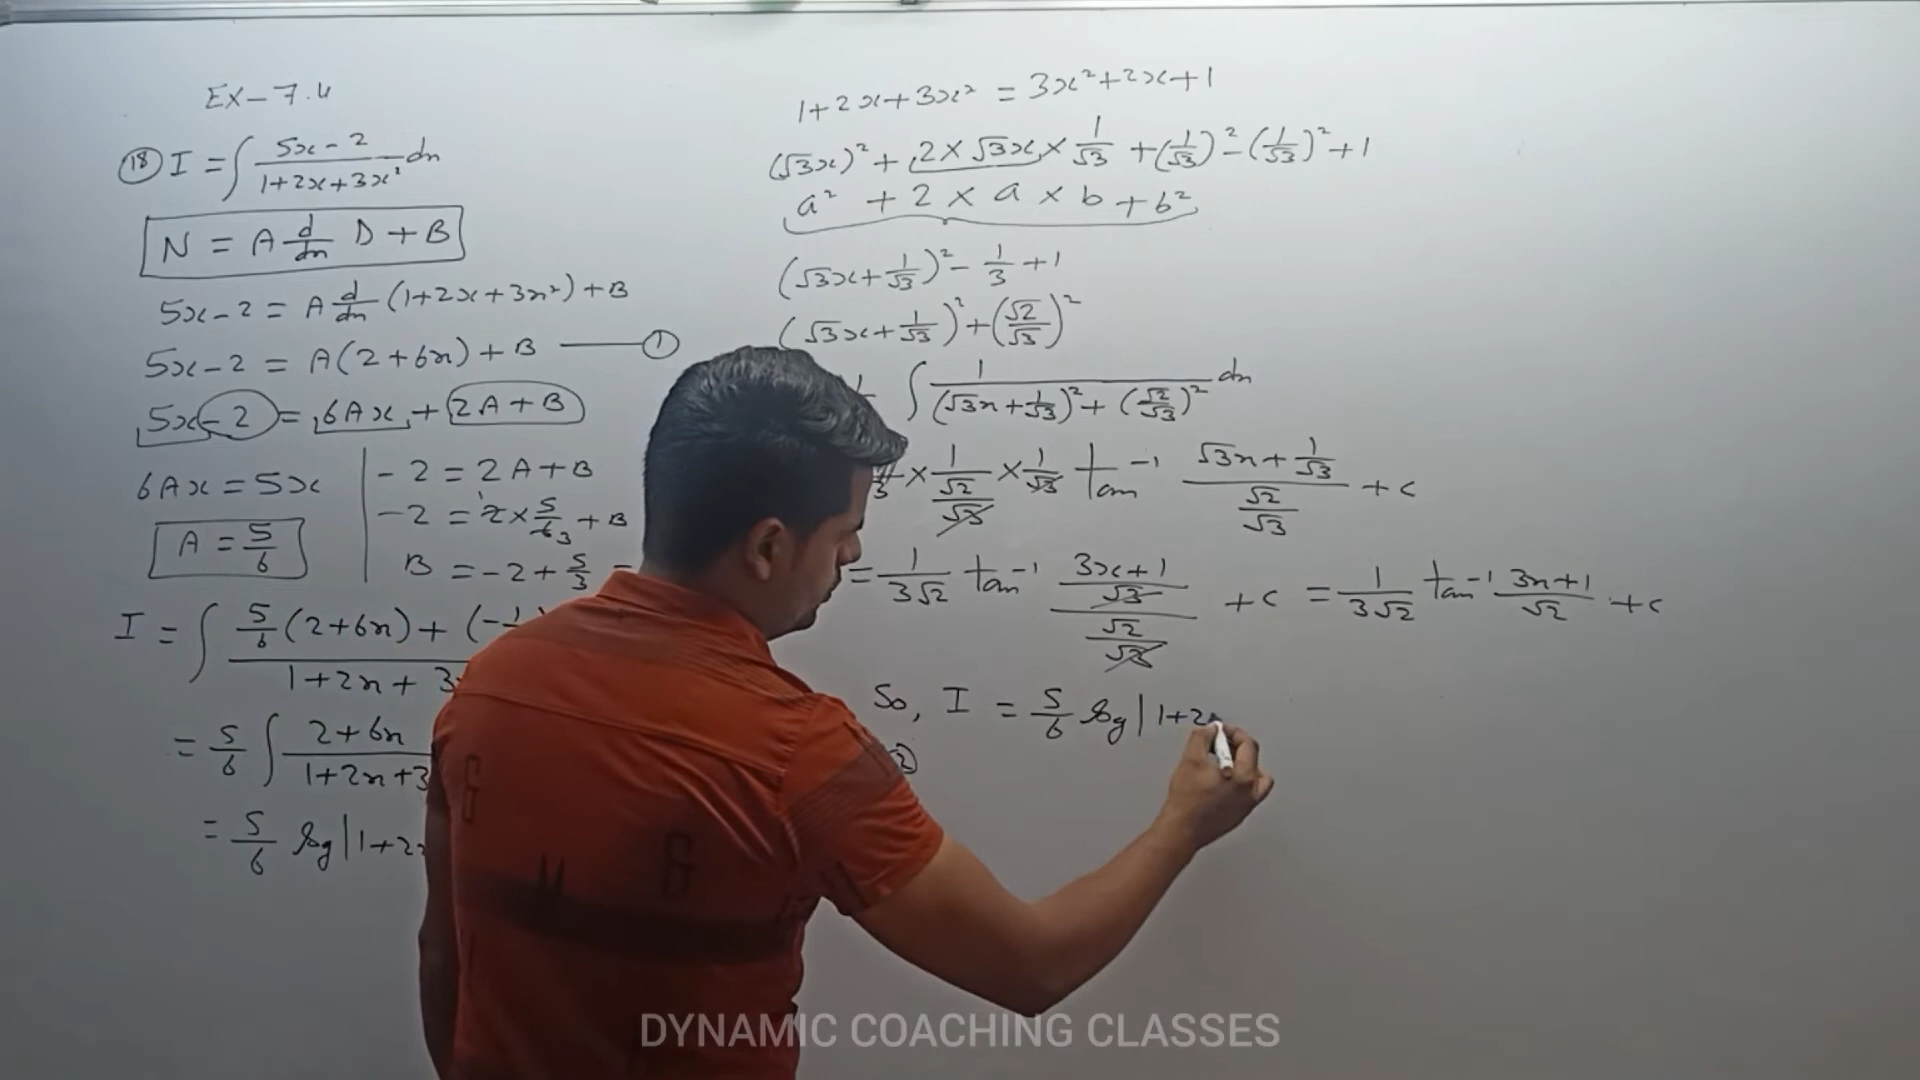 EX-7.4
(18) I = ∫ (5x-2)/(1+2x+3x²) dx
N = A d/dx D + B
5x-2 = A d/dx (1+2x+3x²) + B
5x-2 = A(2+6x) + B —— (1)
5x-2 = 6Ax + 2A+B
6Ax = 5x
A = 5/6
-2 = 2A+B
-2 = 2 × 5/6 3 + B
B = -2 + 5/3
I = ∫ 5/6 (2+6x) + (-
1+2x+3
= 5/6 ∫ 2+6x
1+2x+3
= 5/6 log|1+2x
1+2x+3x² = 3x²+2x+1
(√3x)² + 2×√3x × 1/√3 + (1/√3)² - (1/√3)² + 1
a² + 2 × a × b + b²
(√3x + 1/√3)² - 1/3 + 1
(√3x + 1/√3)² + (√2/√3)²
∫ 1/((√3x + 1/√3)² + (√2/√3)²) dx
3 × 1/(√2/√3) × 1/√3 tan⁻¹ (√3x + 1/√3)/(√2/√3) + c
= 1/(3√2) tan⁻¹ ((3x+1)/√3)/(√2/√3) + c = 1/(3√2) tan⁻¹ (3x+1)/√2 + c
So, I = 5/6 log|1+2x
(2)
G
M
G
DYNAMIC COACHING CLASSES